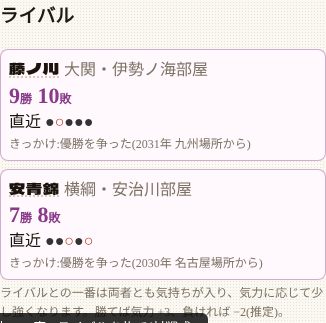 ライバル
藤ノ川 大関・伊勢ノ海部屋
9勝 10敗
直近 ●○●●●
きっかけ:優勝を争った(2031年 九州場所から)
安青錦 横綱・安治川部屋
7勝 8敗
直近 ●●○●○
きっかけ:優勝を争った(2030年 名古屋場所から)
ライバルとの一番は両者とも気持ちが入り、気力に応じて少
し強くなります。勝てば気力 +3、負ければ −2(推定)。